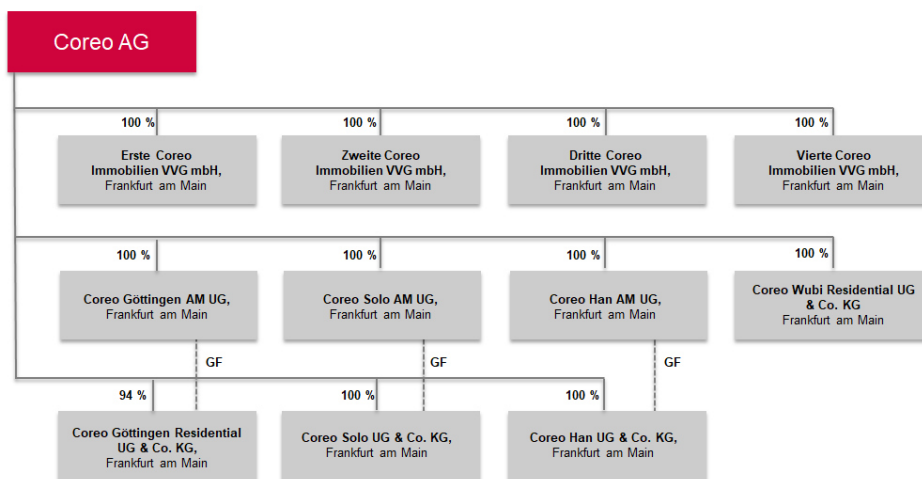 Coreo AG
100 %
100 %
100 %
100 %
Erste Coreo
Immobilien VVG mbH,
Frankfurt am Main
Zweite Coreo
Immobilien VVG mbH,
Frankfurt am Main
Dritte Coreo
Immobilien VVG mbH,
Frankfurt am Main
Vierte Coreo
Immobilien VVG mbH,
Frankfurt am Main
100 %
100 %
100 %
100 %
Coreo Göttingen AM UG,
Frankfurt am Main
Coreo Solo AM UG,
Frankfurt am Main
Coreo Han AM UG,
Frankfurt am Main
Coreo Wubi Residential UG
& Co. KG
Frankfurt am Main
GF
GF
GF
94 %
100 %
100 %
Coreo Göttingen Residential
UG & Co. KG,
Frankfurt am Main
Coreo Solo UG & Co. KG,
Frankfurt am Main
Coreo Han UG & Co. KG,
Frankfurt am Main